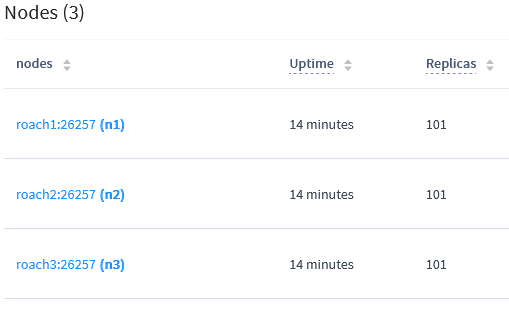 Nodes (3)
nodes Uptime Replicas
roach1:26257 (n1) 14 minutes 101
roach2:26257 (n2) 14 minutes 101
roach3:26257 (n3) 14 minutes 101